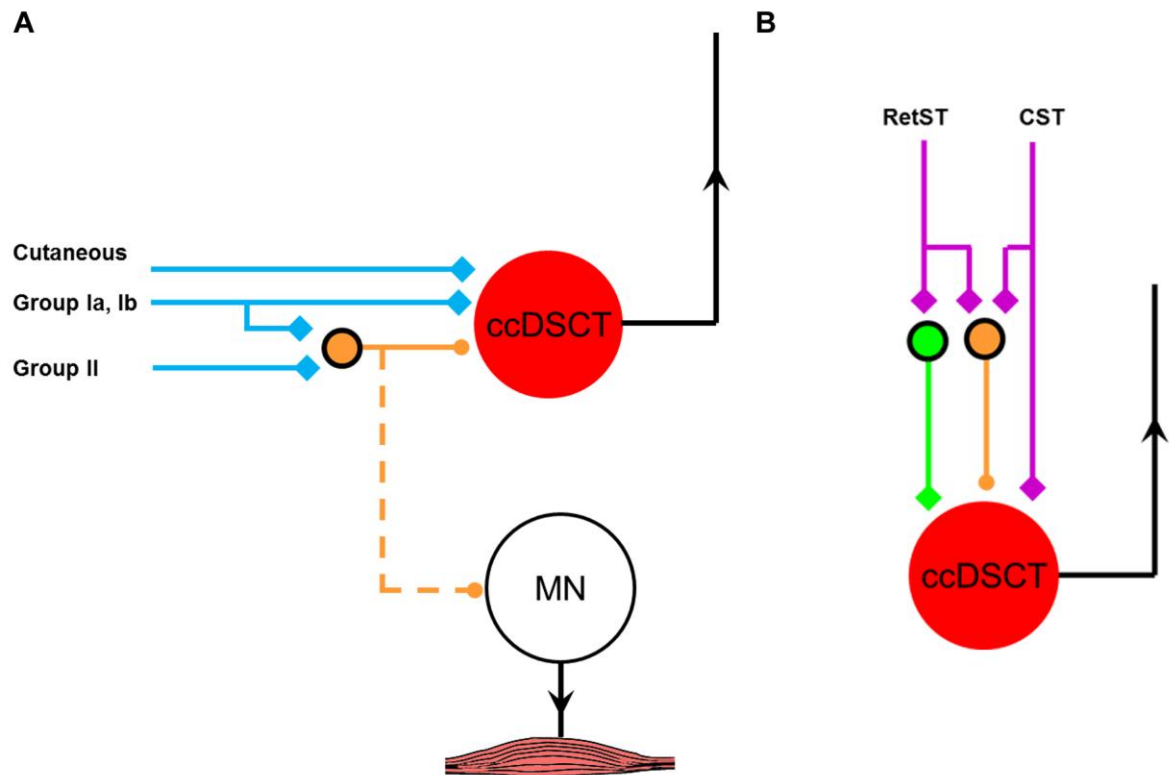 A
B
RetST CST
Cutaneous
Group Ia, Ib
ccDSCT
Group II
MN
ccDSCT